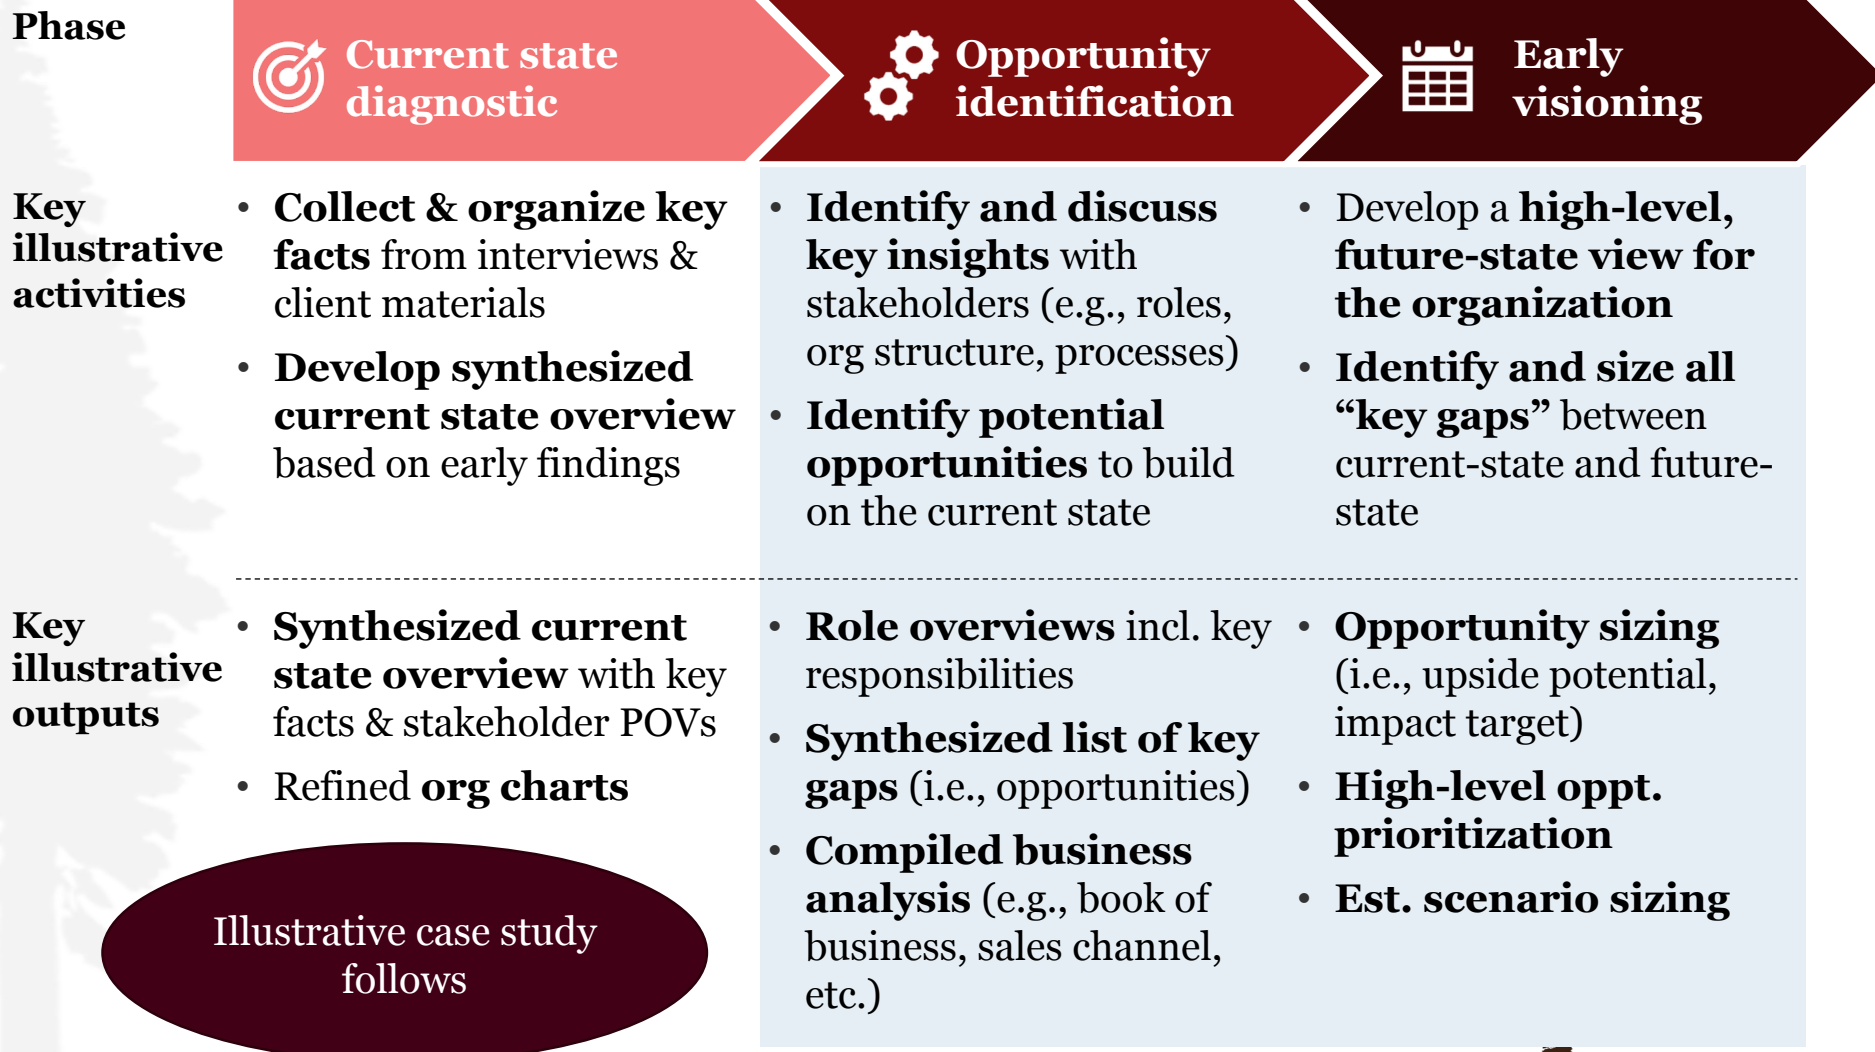 Phase
Current state
diagnostic
Opportunity
identification
Early
visioning
Key
illustrative
activities
• Collect & organize key
facts from interviews &
client materials
• Develop synthesized
current state overview
based on early findings
• Identify and discuss
key insights with
stakeholders (e.g., roles,
org structure, processes)
• Identify potential
opportunities to build
on the current state
• Develop a high-level,
future-state view for
the organization
• Identify and size all
“key gaps” between
current-state and future-
state
Key
illustrative
outputs
• Synthesized current
state overview with key
facts & stakeholder POVs
• Refined org charts
Illustrative case study
follows
• Role overviews incl. key
responsibilities
• Synthesized list of key
gaps (i.e., opportunities)
• Compiled business
analysis (e.g., book of
business, sales channel,
etc.)
• Opportunity sizing
(i.e., upside potential,
impact target)
• High-level oppt.
prioritization
• Est. scenario sizing